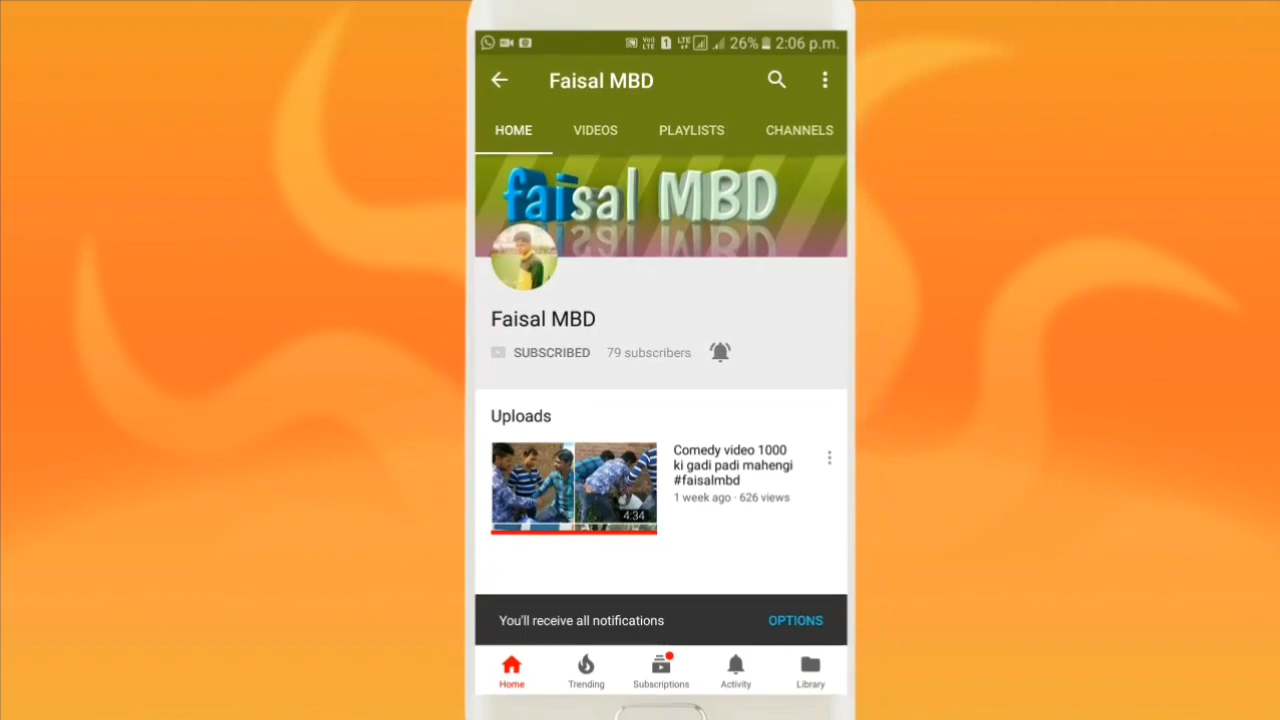 26% 2:06 p.m.
Faisal MBD
HOME VIDEOS PLAYLISTS CHANNELS
faisal MBD
Faisal MBD
SUBSCRIBED 79 subscribers
Uploads
Comedy video 1000
ki gadi padi mahengi
#faisalmbd
1 week ago · 626 views
4:34
You'll receive all notifications OPTIONS
Home Trending Subscriptions Activity Library